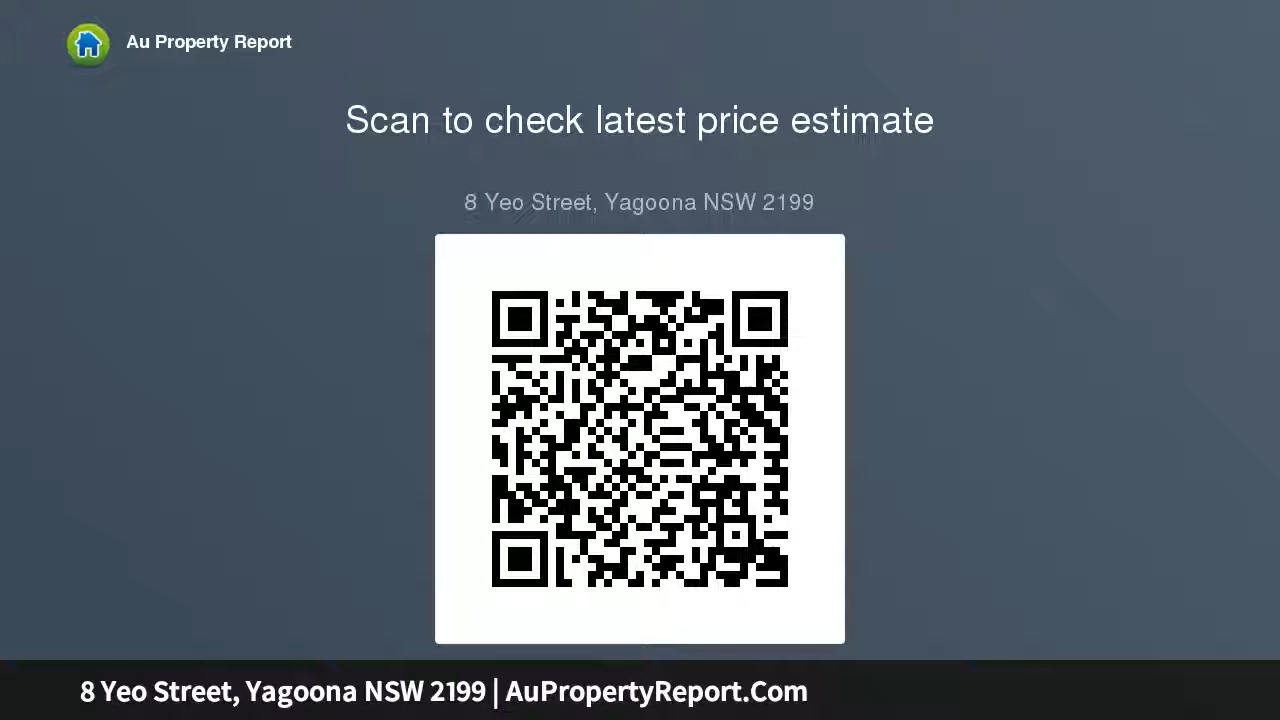 Au Property Report
Scan to check latest price estimate
8 Yeo Street, Yagoona NSW 2199
8 Yeo Street, Yagoona NSW 2199 | AuPropertyReport.Com